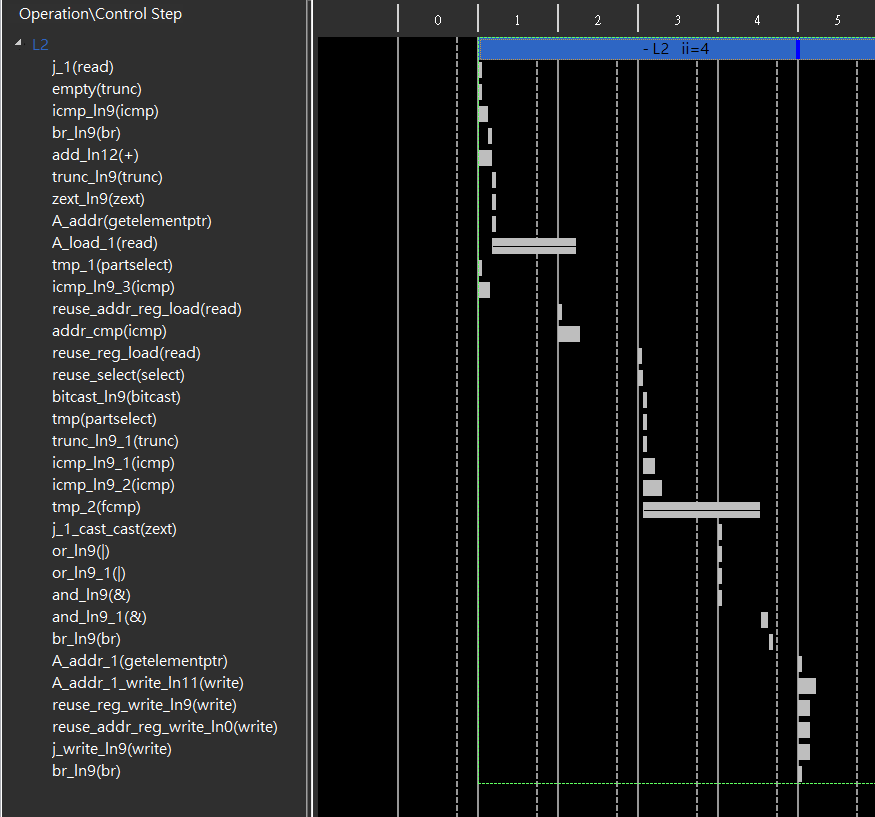 Operation\Control Step
0 1 2 3 4 5
L2
- L2 ii=4
j_1(read)
empty(trunc)
icmp_ln9(icmp)
br_ln9(br)
add_ln12(+)
trunc_ln9(trunc)
zext_ln9(zext)
A_addr(getelementptr)
A_load_1(read)
tmp_1(partselect)
icmp_ln9_3(icmp)
reuse_addr_reg_load(read)
addr_cmp(icmp)
reuse_reg_load(read)
reuse_select(select)
bitcast_ln9(bitcast)
tmp(partselect)
trunc_ln9_1(trunc)
icmp_ln9_1(icmp)
icmp_ln9_2(icmp)
tmp_2(fcmp)
j_1_cast_cast(zext)
or_ln9(|)
or_ln9_1(|)
and_ln9(&)
and_ln9_1(&)
br_ln9(br)
A_addr_1(getelementptr)
A_addr_1_write_ln11(write)
reuse_reg_write_ln9(write)
reuse_addr_reg_write_ln0(write)
j_write_ln9(write)
br_ln9(br)